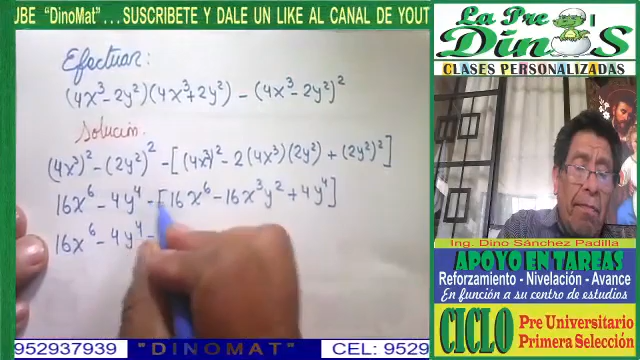 UBE “DinoMat”... SUSCRIBETE Y DALE UN LIKE AL CANAL DE YOUT
La Pre
DinoS
CLASES PERSONALIZADAS
Efectuar:
(4x³-2y²)(4x³+2y²) - (4x³-2y²)²
Solución.
(4x³)² - (2y²)² - [(4x³)² - 2(4x³)(2y²) + (2y²)²]
16x⁶ - 4y⁴ - [16x⁶ - 16x³y² + 4y⁴]
16x⁶ - 4y⁴ -
Ing. Dino Sánchez Padilla
APOYO EN TAREAS
Reforzamiento - Nivelación - Avance
En función a su centro de estudios
CICLO Pre Universitario
Primera Selección
952937939 "DINOMAT" CEL: 9529